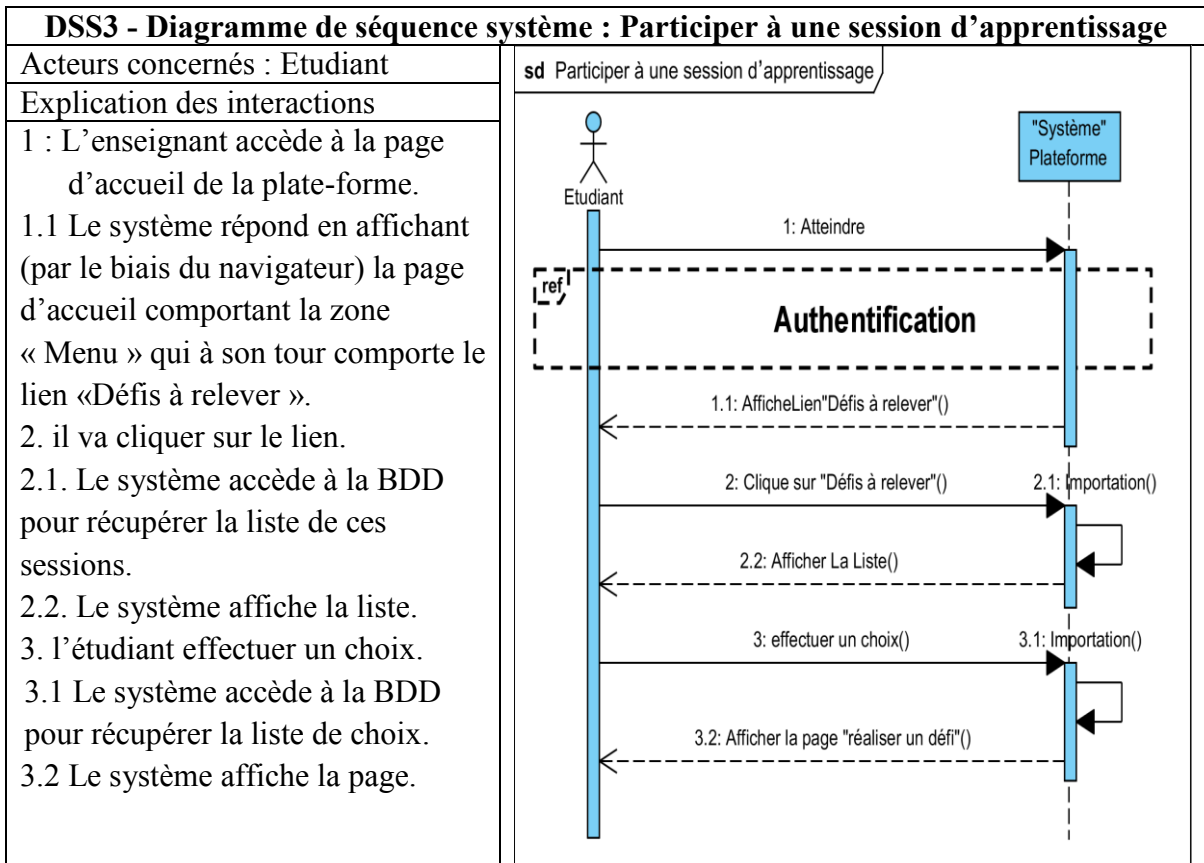 DSS3 - Diagramme de séquence système : Participer à une session d’apprentissage
Acteurs concernés : Etudiant
Explication des interactions
1 : L’enseignant accède à la page
d’accueil de la plate-forme.
1.1 Le système répond en affichant
(par le biais du navigateur) la page
d’accueil comportant la zone
« Menu » qui à son tour comporte le
lien «Défis à relever ».
2. il va cliquer sur le lien.
2.1. Le système accède à la BDD
pour récupérer la liste de ces
sessions.
2.2. Le système affiche la liste.
3. l’étudiant effectuer un choix.
3.1 Le système accède à la BDD
pour récupérer la liste de choix.
3.2 Le système affiche la page.
sd Participer à une session d’apprentissage
"Système"
Plateforme
Etudiant
1: Atteindre
ref
Authentification
1.1: AfficheLien"Défis à relever"()
2: Clique sur "Défis à relever"()
2.1: Importation()
2.2: Afficher La Liste()
3: effectuer un choix()
3.1: Importation()
3.2: Afficher la page "réaliser un défi"()